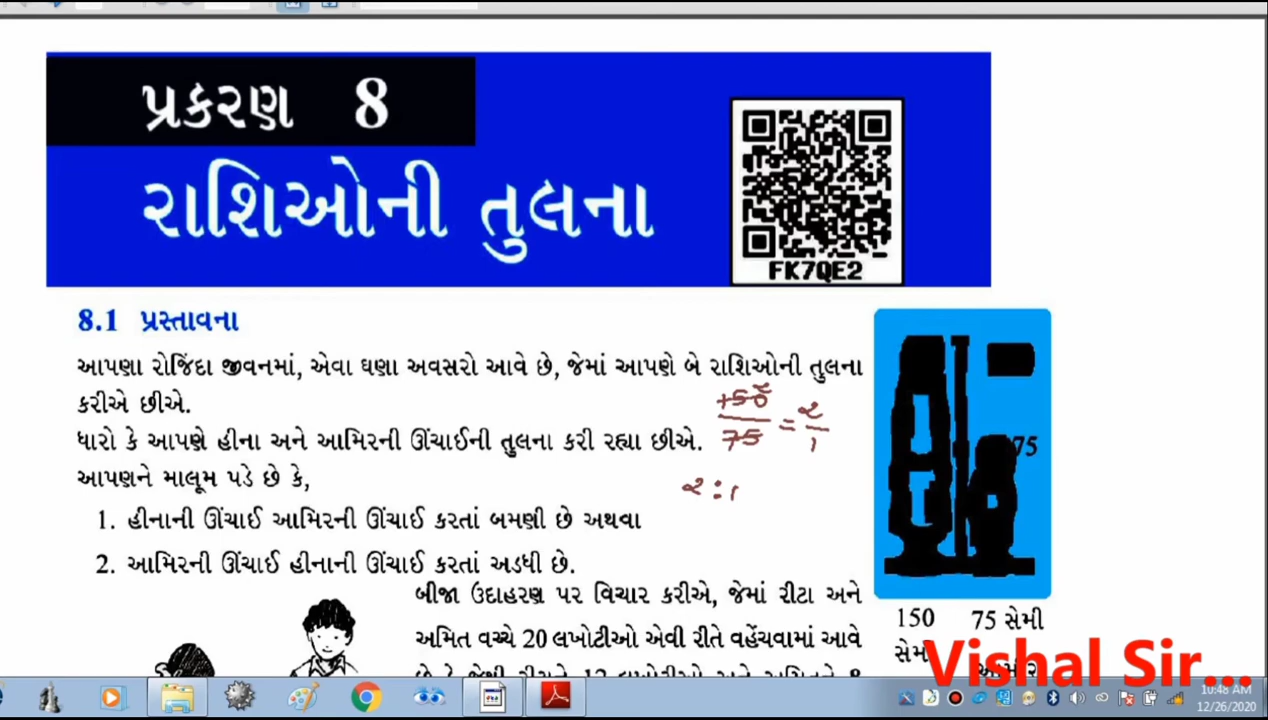 પ્રકરણ 8
રાશિઓની તુલના
FK7QE2
8.1 પ્રસ્તાવના
આપણા રોજિંદા જીવનમાં, એવા ઘણા અવસરો આવે છે, જેમાં આપણે બે રાશિઓની તુલના
કરીએ છીએ.
ધારો કે આપણે હીના અને આમિરની ઊંચાઈની તુલના કરી રહ્યા છીએ.
આપણને માલૂમ પડે છે કે,
1. હીનાની ઊંચાઈ આમિરની ઊંચાઈ કરતાં બમણી છે અથવા
2. આમિરની ઊંચાઈ હીનાની ઊંચાઈ કરતાં અડધી છે.
150 ૨
75
= ૨
1
૨ : 1
75
150 75 સેમી
સેમી
બીજા ઉદાહરણ પર વિચાર કરીએ, જેમાં રીટા અને
અમિત વચ્ચે 20 લખોટીઓ એવી રીતે વહેંચવામાં આવે
Vishal Sir...
10:48 AM
12/26/2020